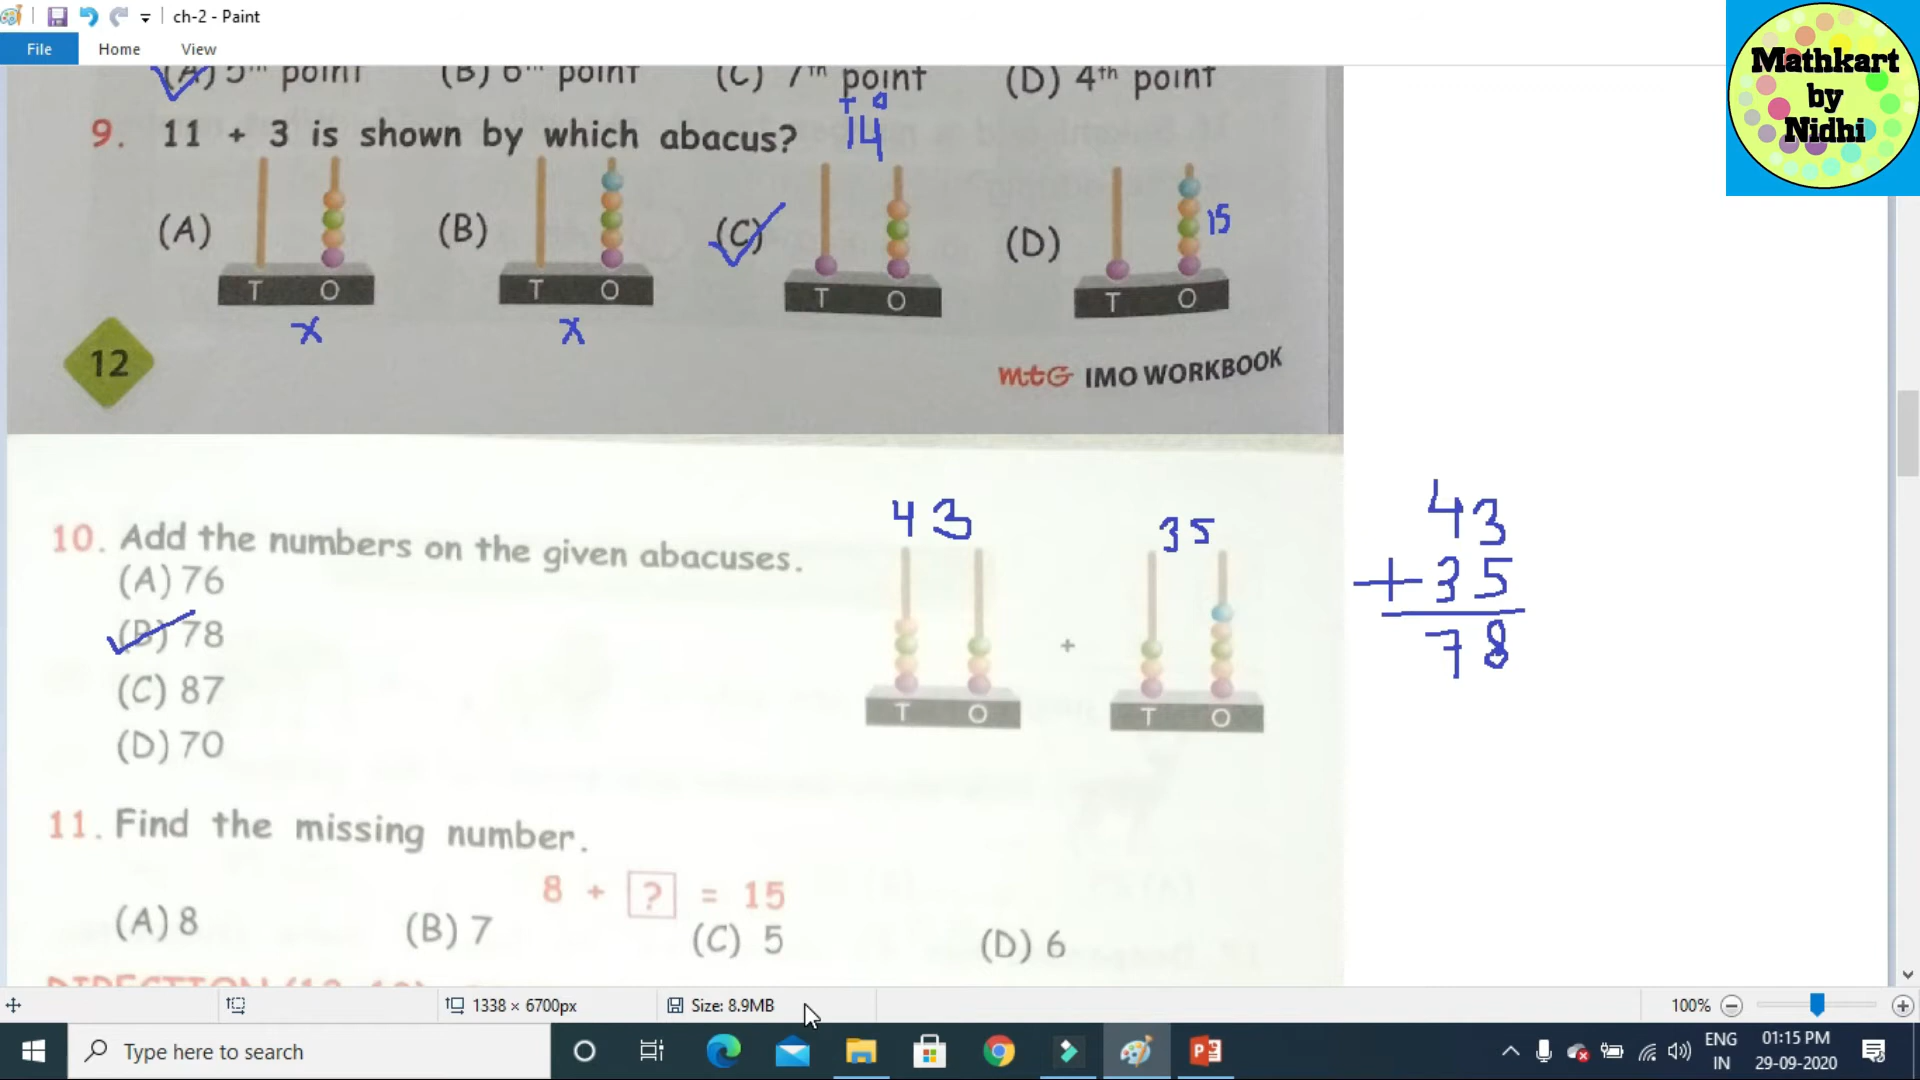 ch-2 - Paint
File Home View
(A) 5th point (B) 6th point (C) 7th point (D) 4th point
T O
9. 11 + 3 is shown by which abacus? 14
(A) (B) (C) (D) 15
T O T O T O T O
x x
12
mtG IMO WORKBOOK
43 35
10. Add the numbers on the given abacuses.
(A) 76
(B) 78
(C) 87
(D) 70
+
T O T O
43
+35
78
11. Find the missing number.
8 + ? = 15
(A) 8 (B) 7 (C) 5 (D) 6
Mathkart
by
Nidhi
1338 × 6700px Size: 8.9MB 100%
Type here to search
ENG 01:15 PM
IN 29-09-2020